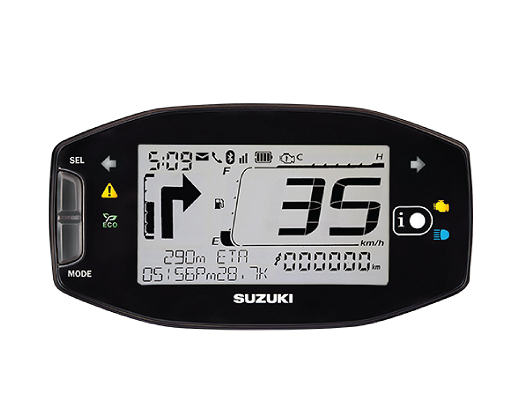 SEL
5:09 C H
F
35
i
ECO
E km/h
290m ETA
05:56Pm28.7K 000000 km
MODE
SUZUKI